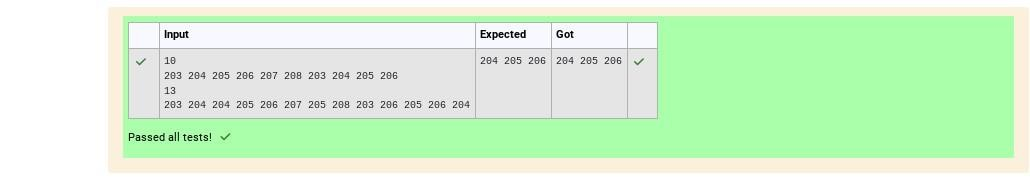 Input Expected Got
10 204 205 206 204 205 206
203 204 205 206 207 208 203 204 205 206
13
203 204 204 205 206 207 205 208 203 206 205 206 204
Passed all tests!